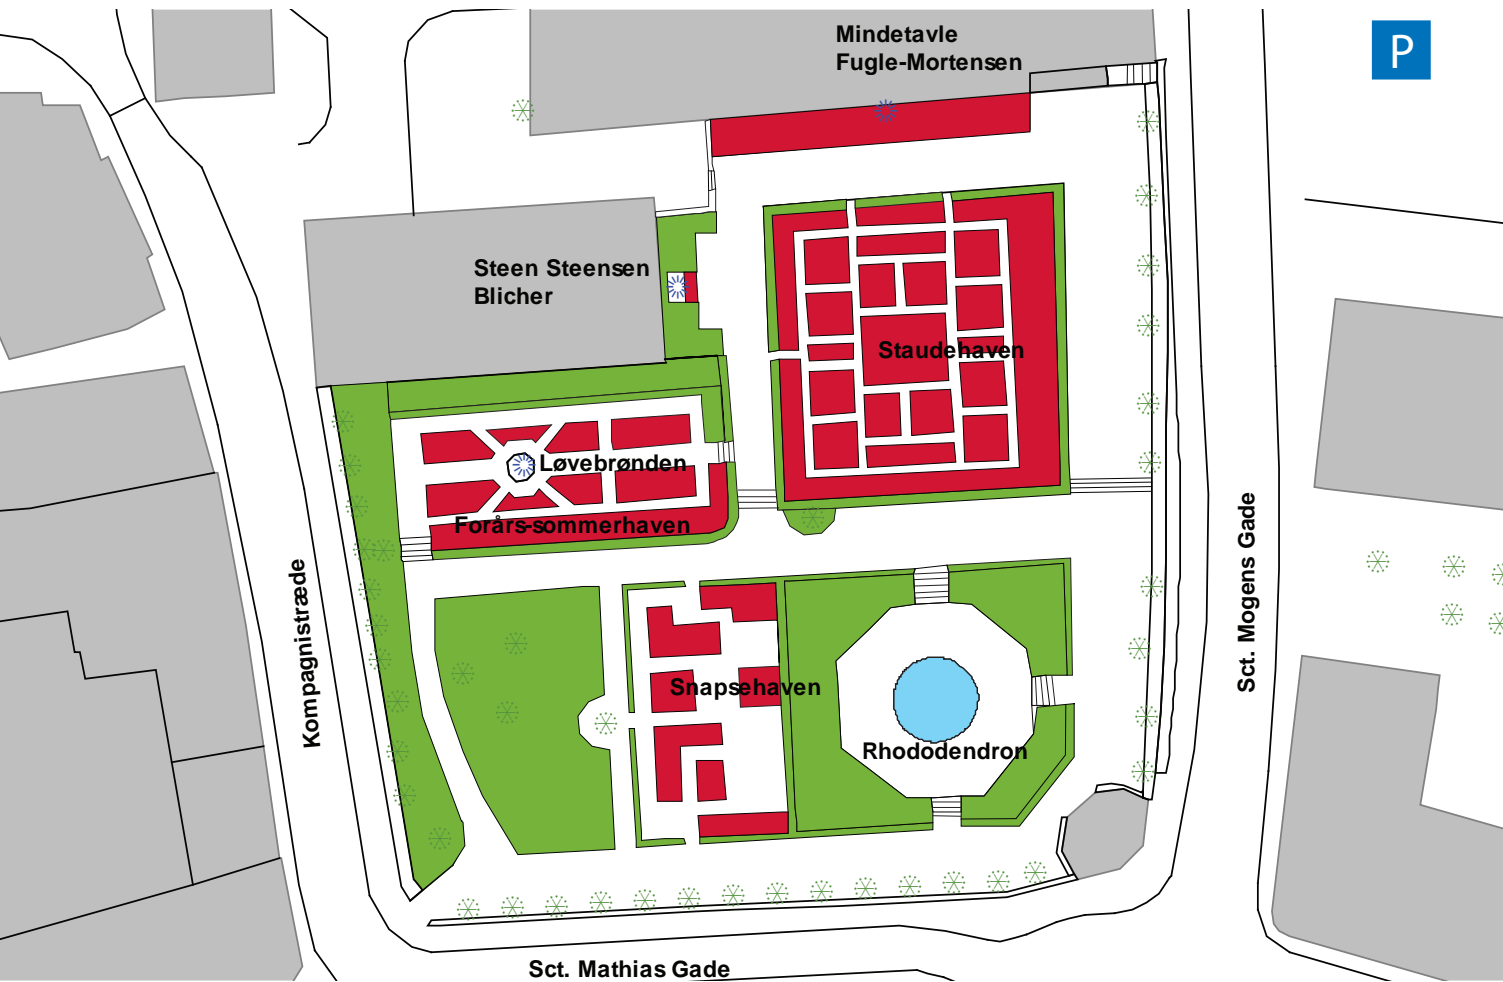 Mindetavle
Fugle-Mortensen
P
Steen Steensen
Blicher
Staudehaven
Løvebrønden
Forårs-sommerhaven
Kompagnistræde
Sct. Mogens Gade
Snapsehaven
Rhododendron
Sct. Mathias Gade